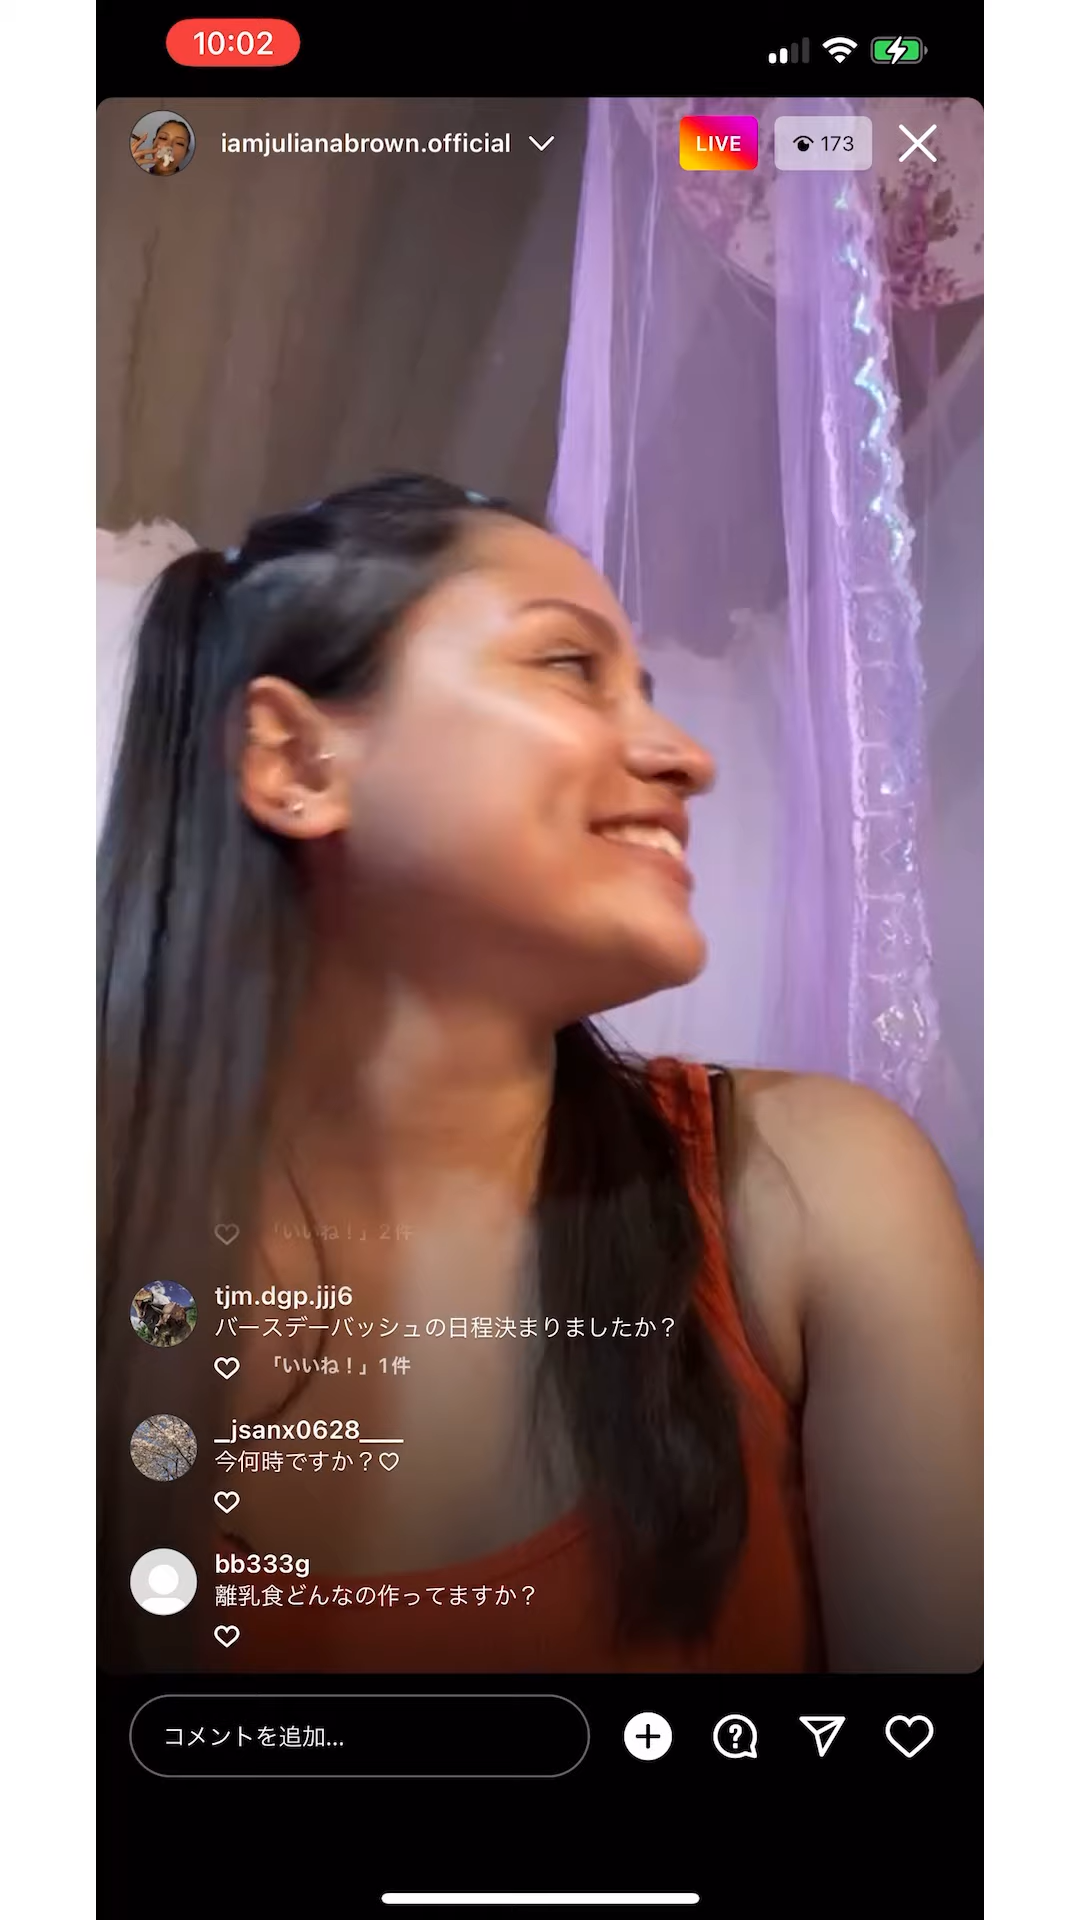 10:02
iamjulianabrown.official
LIVE
173
「いいね！」2件
tjm.dgp.jjj6
バースデーバッシュの日程決まりましたか？
「いいね！」1件
_jsanx0628___
今何時ですか？♡
bb333g
離乳食どんなの作ってますか？
コメントを追加...